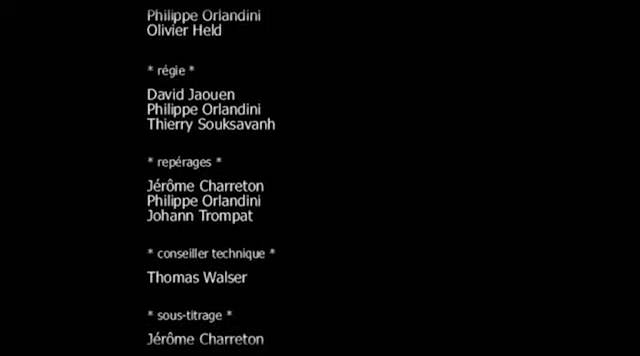 Philippe Orlandini
Olivier Held
* régie *
David Jaouen
Philippe Orlandini
Thierry Souksavanh
* repérages *
Jérôme Charreton
Philippe Orlandini
Johann Trompat
* conseiller technique *
Thomas Walser
* sous-titrage *
Jérôme Charreton